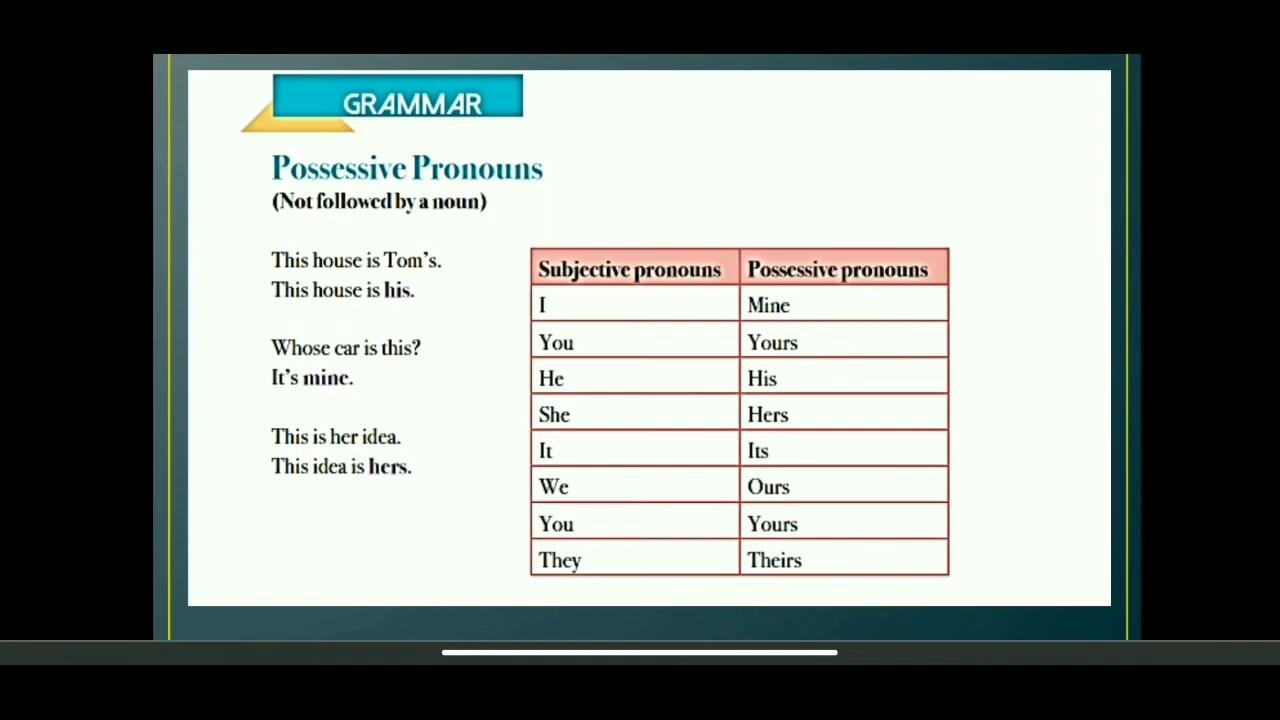 GRAMMAR
Possessive Pronouns
(Not followed by a noun)
This house is Tom's.
This house is his.
Whose car is this?
It's mine.
This is her idea.
This idea is hers.
Subjective pronouns Possessive pronouns
I Mine
You Yours
He His
She Hers
It Its
We Ours
You Yours
They Theirs